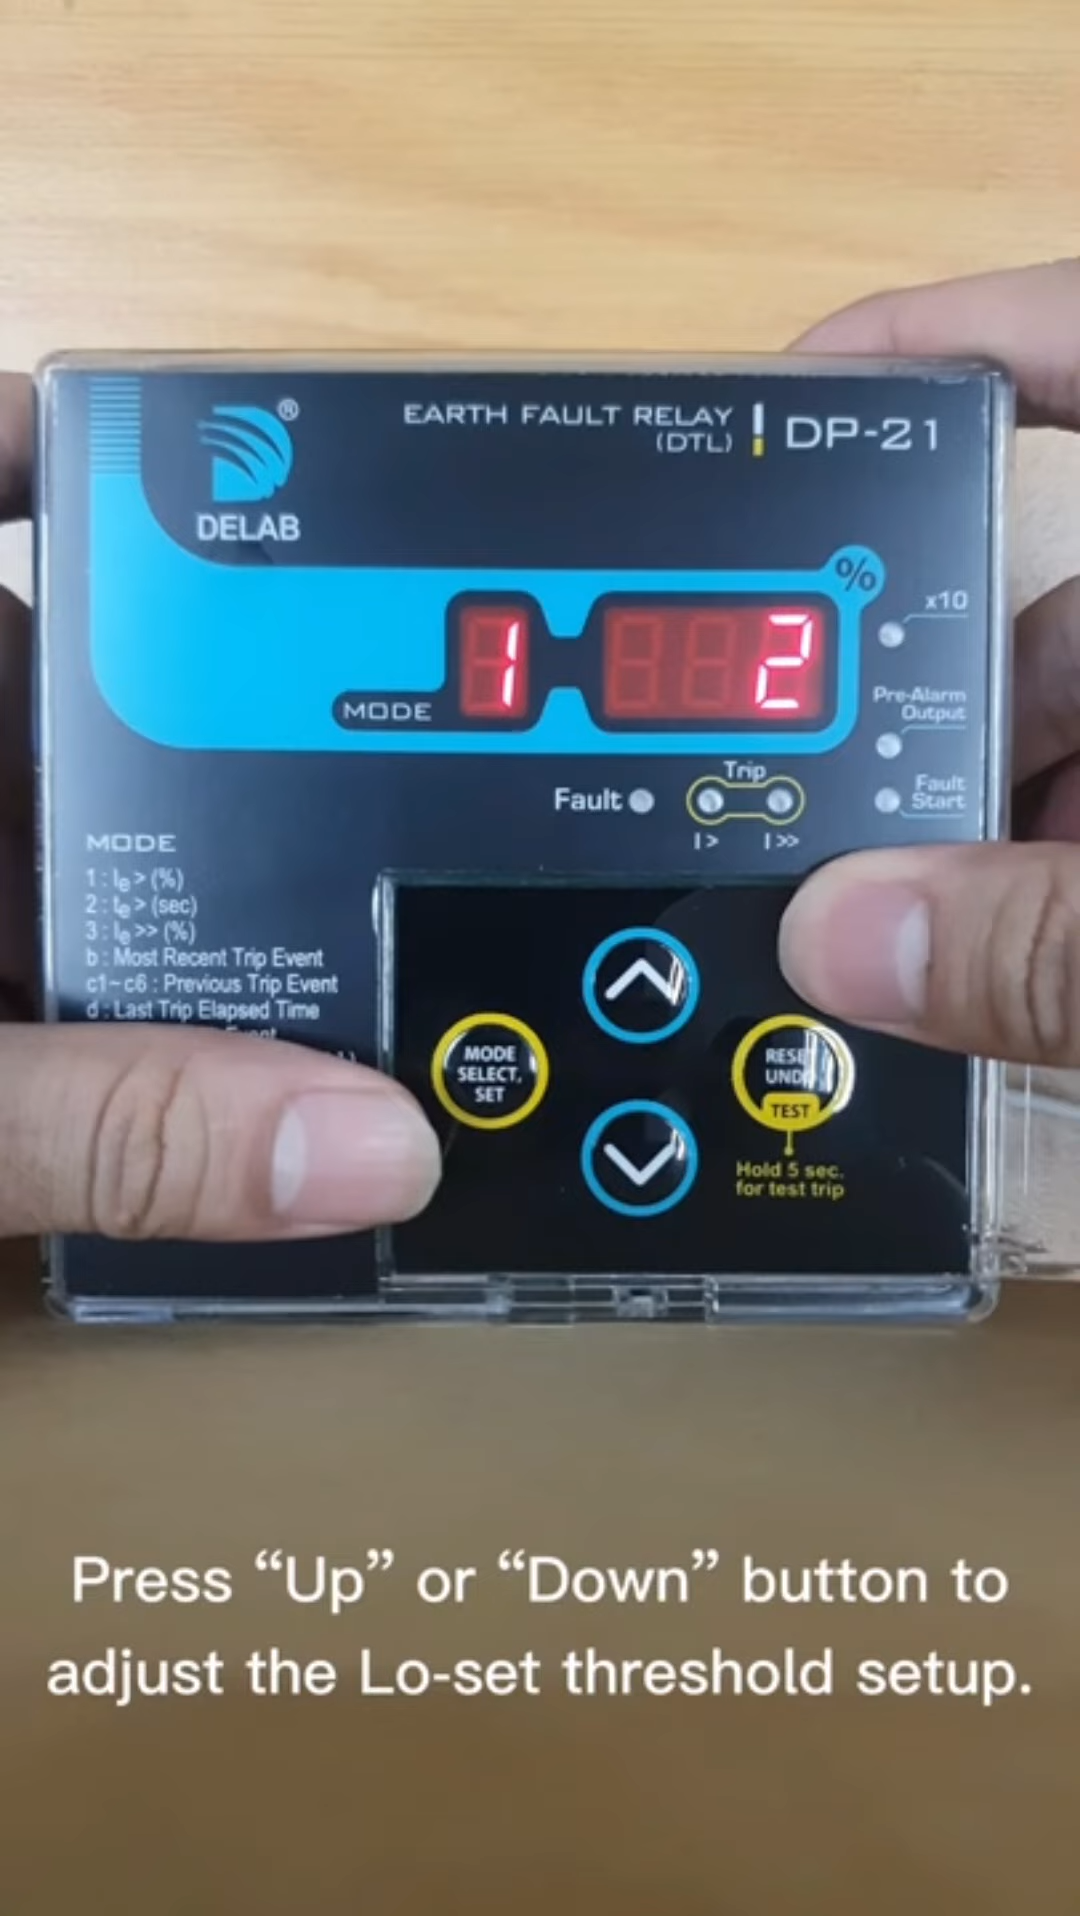 ®
DELAB
EARTH FAULT RELAY
(DTL)
DP-21
%
MODE
1
2
x10
Pre-Alarm
Output
Fault
Start
Fault
Trip
I>
I>>
MODE
1 : Ie > (%)
2 : te > (sec)
3 : Ie >> (%)
b : Most Recent Trip Event
c1~c6 : Previous Trip Event
d : Last Trip Elapsed Time
MODE
SELECT,
SET
TEST
Hold 5 sec.
for test trip
Press “Up” or “Down” button to
adjust the Lo-set threshold setup.